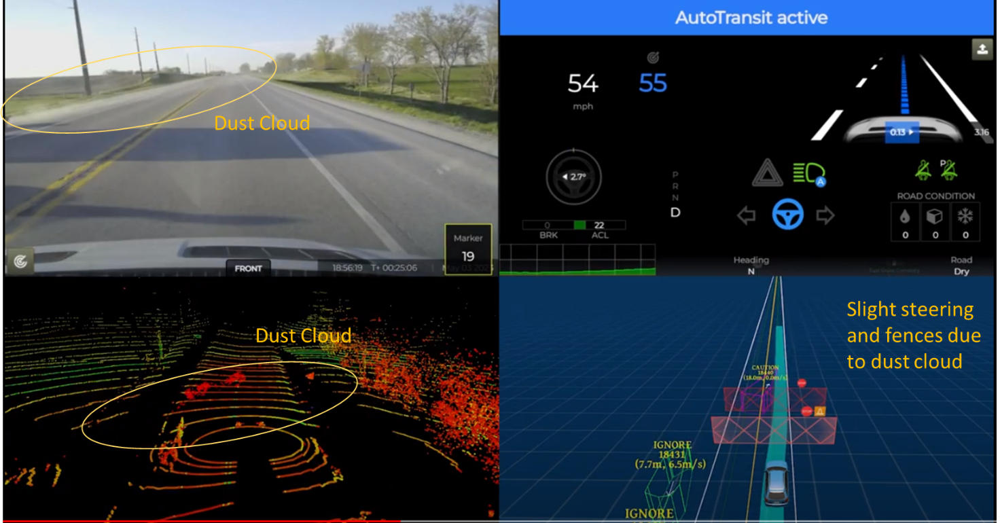 Dust Cloud
Marker
19
FRONT
18:56:19 T+ 00:25:06
AutoTransit active
54
mph
55
0.13
3.16
2.7°
P
R
N
D
0
22
BRK
ACL
A
P
ROAD CONDITION
0
0
0
Heading
N
Road
Dry
Dust Cloud
Slight steering
and fences due
to dust cloud
CAUTION
18440
(18.0m, 0.0m/s)
IGNORE
18431
(7.7m, 6.5m/s)
IGNORE